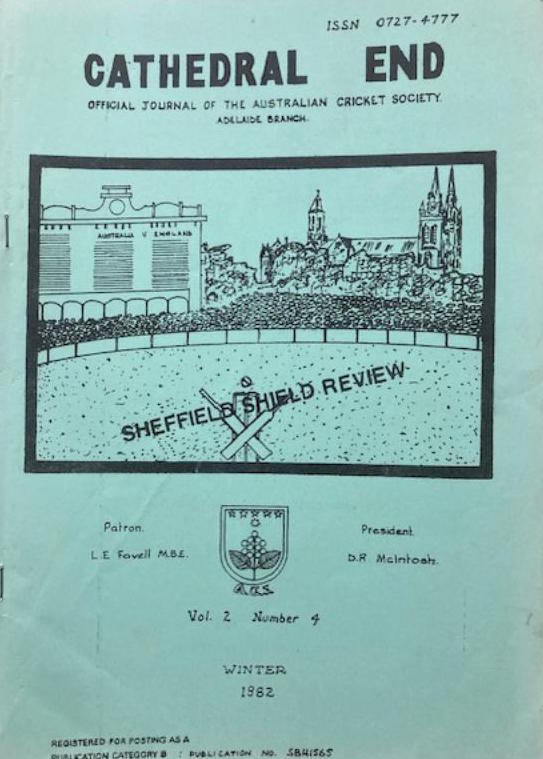 ISSN 0727-4777
CATHEDRAL END
OFFICIAL JOURNAL OF THE AUSTRALIAN CRICKET SOCIETY.
ADELAIDE BRANCH.
AUSTRALIA V ENGLAND
SHEFFIELD SHIELD REVIEW
Patron.
L.E Favell M.B.E.
President.
D.R McIntosh.
A.C.S.
Vol. 2 Number 4
WINTER
1982
REGISTERED FOR POSTING AS A
PUBLICATION CATEGORY B : PUBLICATION NO. SBH1565